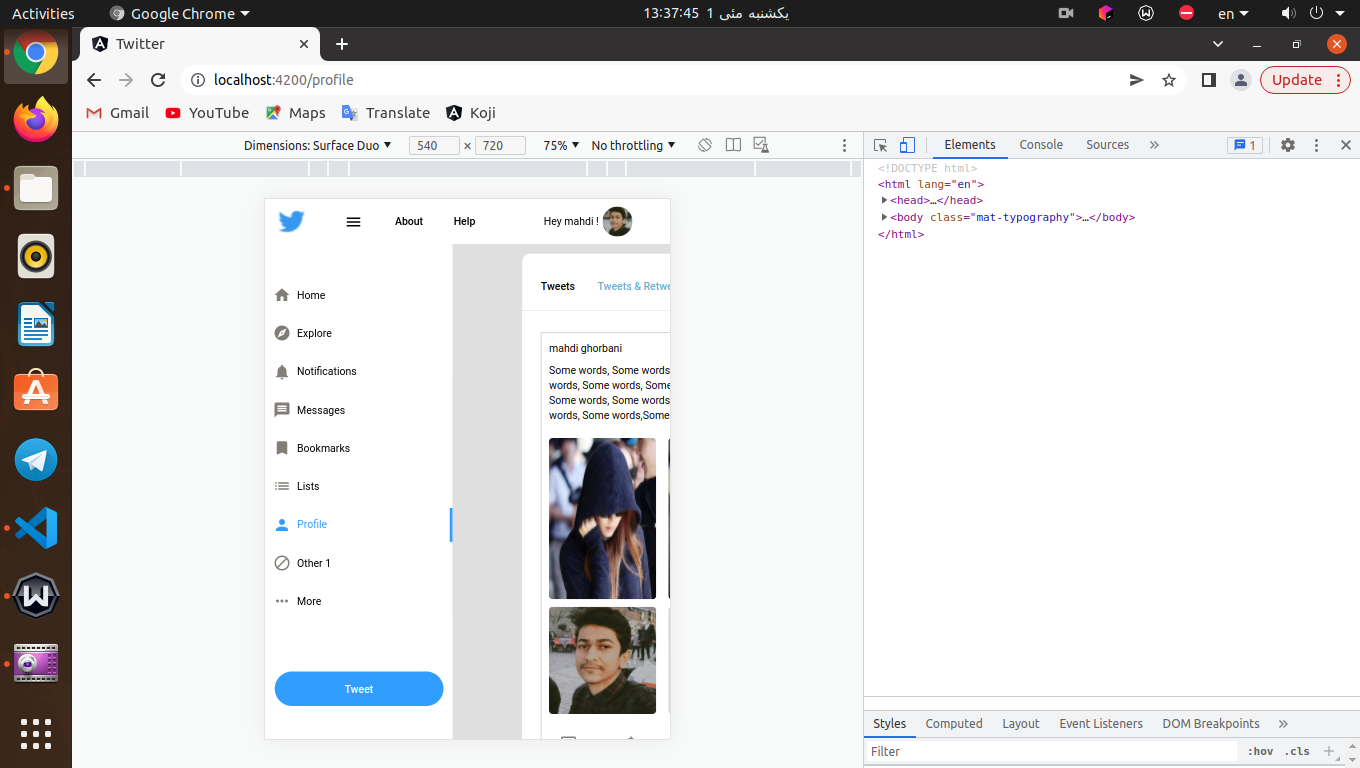 Activities
Google Chrome
13:37:45 یکشنبه مئی 1
en
Twitter
localhost:4200/profile
Update
Gmail
YouTube
Maps
Translate
Koji
Dimensions: Surface Duo
540 × 720
75%
No throttling
Elements
Console
Sources
1
<!DOCTYPE html>
<html lang="en">
<head>…</head>
<body class="mat-typography">…</body>
</html>
About
Help
Hey mahdi !
Home
Explore
Notifications
Messages
Bookmarks
Lists
Profile
Other 1
More
Tweet
Tweets
Tweets & Retwe
mahdi ghorbani
Some words, Some words
words, Some words, Some
Some words, Some words
words, Some words,Some
Styles
Computed
Layout
Event Listeners
DOM Breakpoints
Filter
:hov
.cls